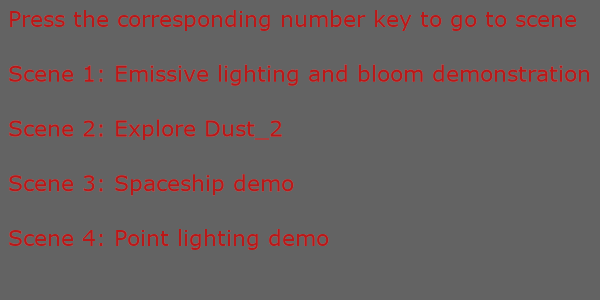 Press the corresponding number key to go to scene
Scene 1: Emissive lighting and bloom demonstration
Scene 2: Explore Dust_2
Scene 3: Spaceship demo
Scene 4: Point lighting demo